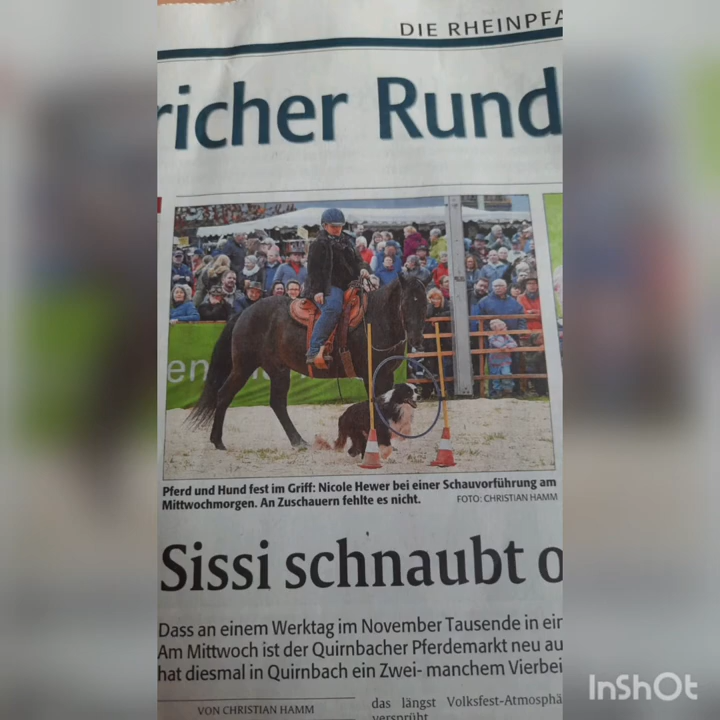 DIE RHEINPFA
richer Rund
en
Pferd und Hund fest im Griff: Nicole Hewer bei einer Schauvorführung am
Mittwochmorgen. An Zuschauern fehlte es nicht.
FOTO: CHRISTIAN HAMM
Sissi schnaubt o
Dass an einem Werktag im November Tausende in ein
Am Mittwoch ist der Quirnbacher Pferdemarkt neu au
hat diesmal in Quirnbach ein Zwei- manchem Vierbei
VON CHRISTIAN HAMM
das längst Volksfest-Atmosphä
versprüht
InShOt